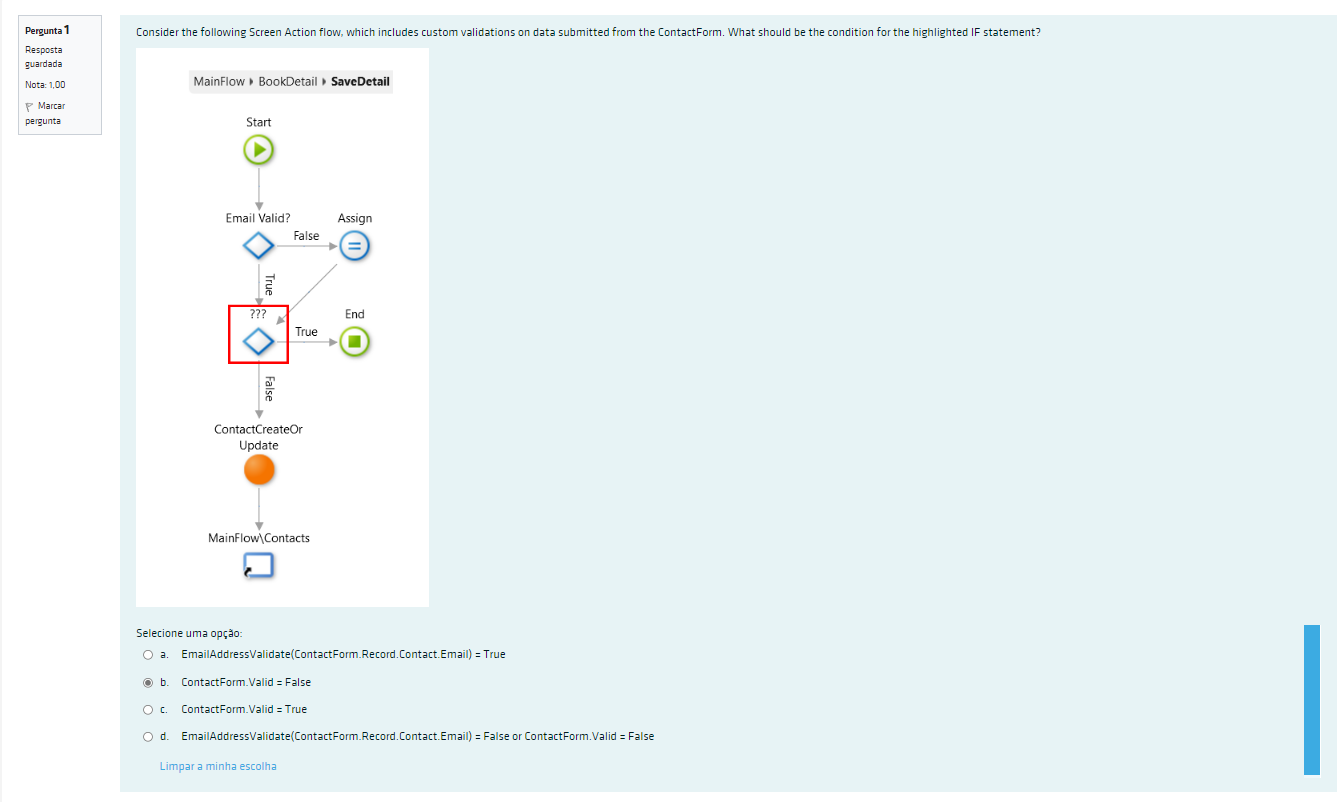 Pergunta 1
Resposta
guardada
Nota: 1,00
Marcar
pergunta
Consider the following Screen Action flow, which includes custom validations on data submitted from the ContactForm. What should be the condition for the highlighted IF statement?
MainFlow BookDetail SaveDetail
Start
Email Valid?
Assign
False
True
???
End
True
False
ContactCreateOr
Update
MainFlow\Contacts
Selecione uma opção:
a. EmailAddressValidate(ContactForm.Record.Contact.Email) = True
b. ContactForm.Valid = False
c. ContactForm.Valid = True
d. EmailAddressValidate(ContactForm.Record.Contact.Email) = False or ContactForm.Valid = False
Limpar a minha escolha